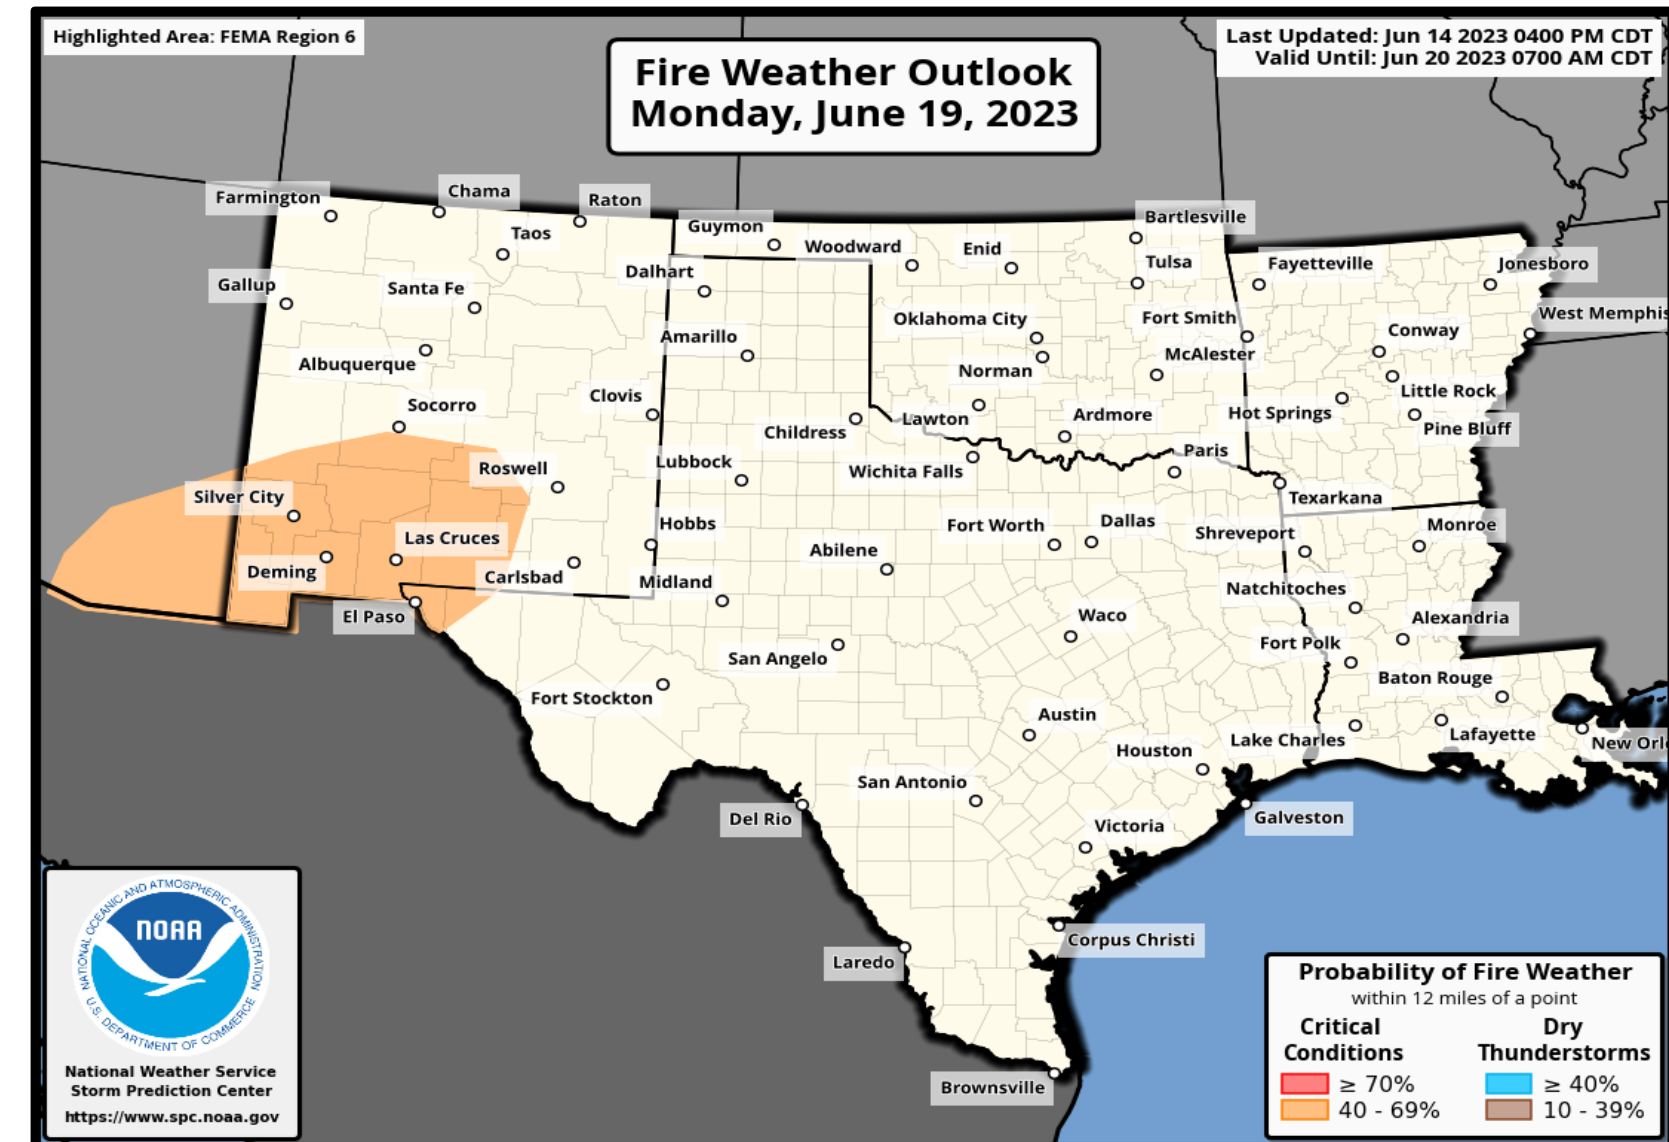 Highlighted Area: FEMA Region 6
Last Updated: Jun 14 2023 0400 PM CDT
Valid Until: Jun 20 2023 0700 AM CDT
Fire Weather Outlook
Monday, June 19, 2023
Farmington
Chama
Raton
Taos
Guymon
Woodward
Enid
Bartlesville
Tulsa
Fayetteville
Jonesboro
Gallup
Santa Fe
Dalhart
Oklahoma City
Fort Smith
West Memphis
Albuquerque
Amarillo
Norman
McAlester
Conway
Little Rock
Socorro
Clovis
Childress
Lawton
Ardmore
Hot Springs
Pine Bluff
Silver City
Roswell
Lubbock
Wichita Falls
Paris
Texarkana
Las Cruces
Hobbs
Abilene
Fort Worth
Dallas
Shreveport
Monroe
Deming
Carlsbad
Midland
Natchitoches
El Paso
Waco
Alexandria
San Angelo
Fort Polk
Fort Stockton
Baton Rouge
Austin
Houston
Lake Charles
Lafayette
New Orle
San Antonio
Del Rio
Victoria
Galveston
Laredo
Corpus Christi
Brownsville
NATIONAL OCEANIC AND ATMOSPHERIC ADMINISTRATION
NOAA
U.S. DEPARTMENT OF COMMERCE
National Weather Service
Storm Prediction Center
https://www.spc.noaa.gov
Probability of Fire Weather
within 12 miles of a point
Critical Conditions
≥ 70%
40 - 69%
Dry Thunderstorms
≥ 40%
10 - 39%